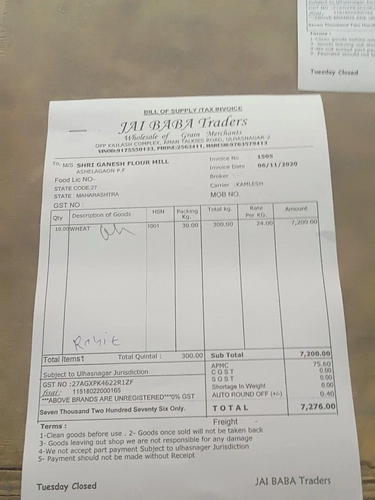 BILL OF SUPPLY /TAX INVOICE
JAI BABA Traders
Wholesale of Grain Merchants
OPP KAILASH COMPLEX, AMAN TALKIES ROAD, ULHASNAGAR-2
To, M/S. SHRI GANESH FLOUR MILL
ASHELAGAON P.F
Food Lic NO-
STATE CODE,27
STATE : MAHARASHTRA
GST NO :
Invoice No 1505
Invoice Date 06/11/2020
Broker
Carrier KAMLESH
MOB NO.
Qty Description of Goods HSN Packing Kg. Total kg. Rate Per KG. Amount
10.00 WHEAT 1001 30.00 300.00 24.00 7,200.00
Rohit
Total Items1 Total Quintal : 300.00 Sub Total 7,200.00
Subject to Ulhasnagar Jurisdiction
GST NO :27AGXPK4622R1ZF
fssai: 11518022000165
***ABOVE BRANDS ARE UNREGISTERED***0% GST
Seven Thousand Two Hundred Seventy Six Only.
APMC 75.60
C G S T 0.00
S G S T 0.00
Shortage In Weight 0.00
AUTO ROUND OFF (+/-) 0.40
T O T A L 7,276.00
Freight
Terms :
1-Clean goods before use . 2- Goods once sold will not be taken back
3- Goods leaving out shop we are not responsible for any damage
4-We not accept part payment Subject to ulhasnagar Jurisdiction
5- Payment should not be made without Receipt
Tuesday Closed
JAI BABA Traders
Seven Thousand Two Hund
Terms :
Tuesday Closed